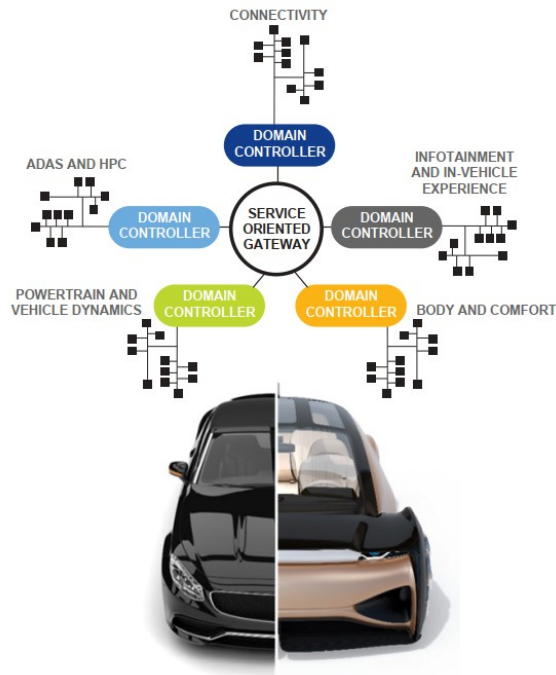 CONNECTIVITY
DOMAIN
CONTROLLER
ADAS AND HPC
DOMAIN
CONTROLLER
SERVICE
ORIENTED
GATEWAY
INFOTAINMENT
AND IN-VEHICLE
EXPERIENCE
DOMAIN
CONTROLLER
POWERTRAIN AND
VEHICLE DYNAMICS
DOMAIN
CONTROLLER
DOMAIN
CONTROLLER
BODY AND COMFORT